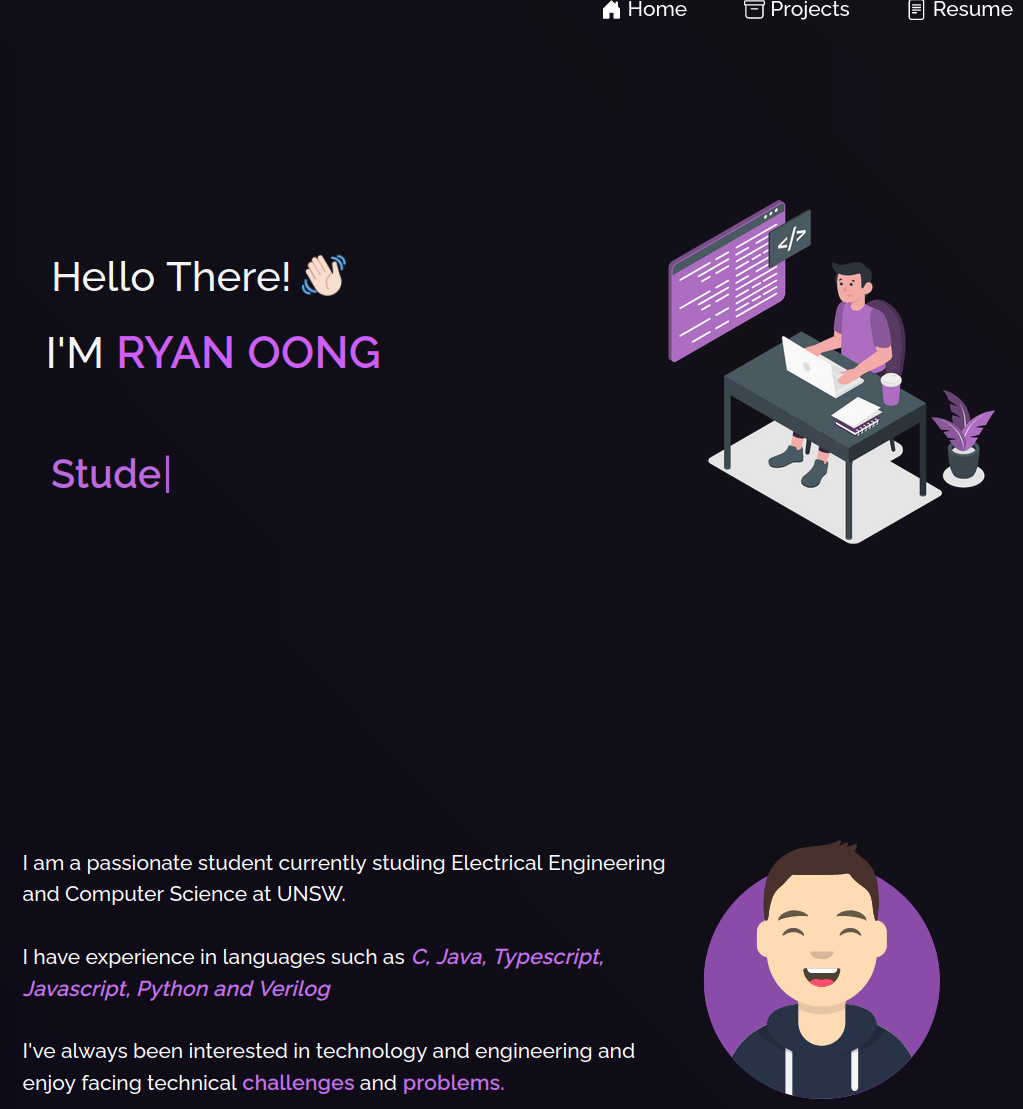 Home Projects Resume
</>
Hello There! 👋🏻
I'M RYAN OONG
Stude|
I am a passionate student currently studing Electrical Engineering
and Computer Science at UNSW.
I have experience in languages such as C, Java, Typescript,
Javascript, Python and Verilog
I've always been interested in technology and engineering and
enjoy facing technical challenges and problems.